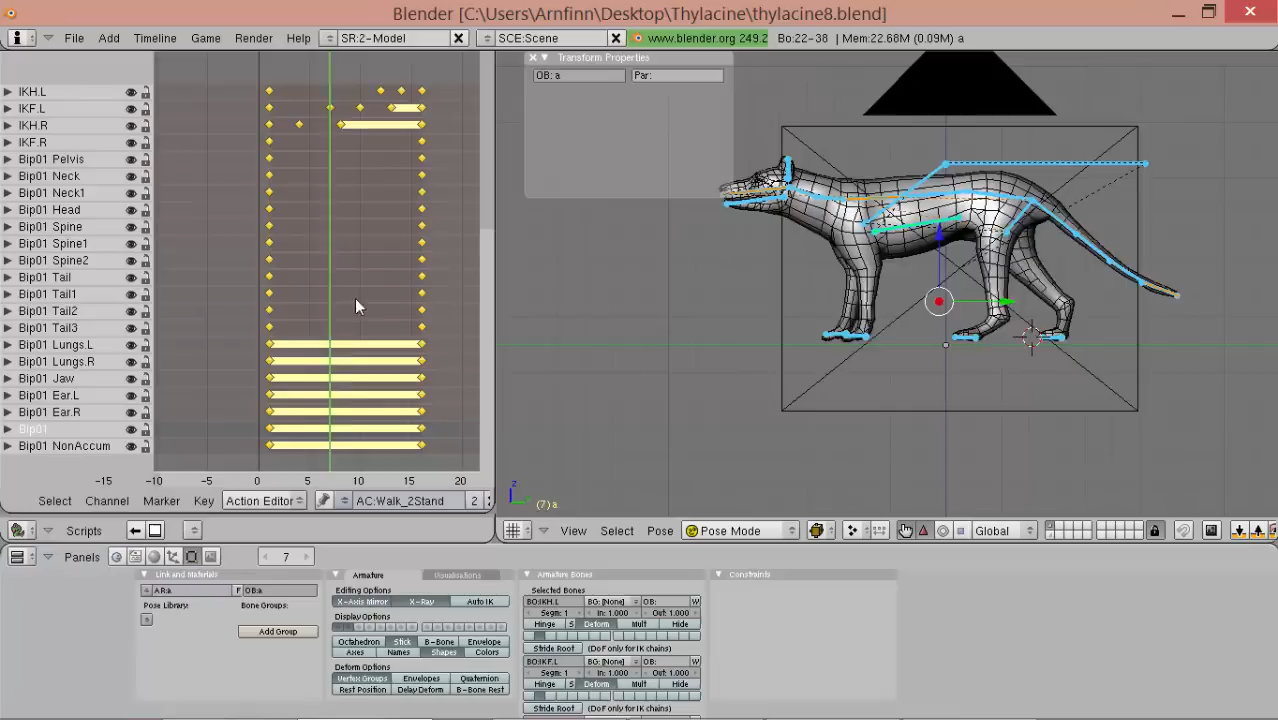 Blender [C:\Users\Arnfinn\Desktop\Thylacine\thylacine8.blend]
File Add Timeline Game Render Help SR:2-Model SCE:Scene www.blender.org 249.2 Bo:22-38 | Mem:22.68M (0.09M) a
IKH.L
IKF.L
IKH.R
IKF.R
Bip01 Pelvis
Bip01 Neck
Bip01 Neck1
Bip01 Head
Bip01 Spine
Bip01 Spine1
Bip01 Spine2
Bip01 Tail
Bip01 Tail1
Bip01 Tail2
Bip01 Tail3
Bip01 Lungs.L
Bip01 Lungs.R
Bip01 Jaw
Bip01 Ear.L
Bip01 Ear.R
Bip01
Bip01 NonAccum
-15 -10 -5 0 5 10 15 20
Select Channel Marker Key Action Editor AC:Walk_2Stand 2
Transform Properties
OB: a Par:
z
y
(7) a
Scripts
View Select Pose Pose Mode Global
Panels 7
Link and Materials
AR:a F OB:a
Pose Library: Bone Groups:
Add Group
Armature Visualisations
Editing Options
X-Axis Mirror X-Ray Auto IK
Display Options
Octahedron Stick B-Bone Envelope
Axes Names Shapes Colors
Deform Options
Vertex Groups Envelopes Quaternion
Rest Position Delay Deform B-Bone Rest
Armature Bones
Selected Bones
BO:IKH.L BG: [None] OB: W
Segm: 1 In: 1.000 Out: 1.000
Hinge S Deform Mult Hide
Stride Root (DoF only for IK chains)
BO:IKF.L BG: [None] OB: W
Segm: 1 In: 1.000 Out: 1.000
Hinge S Deform Mult Hide
Stride Root (DoF only for IK chains)
Constraints